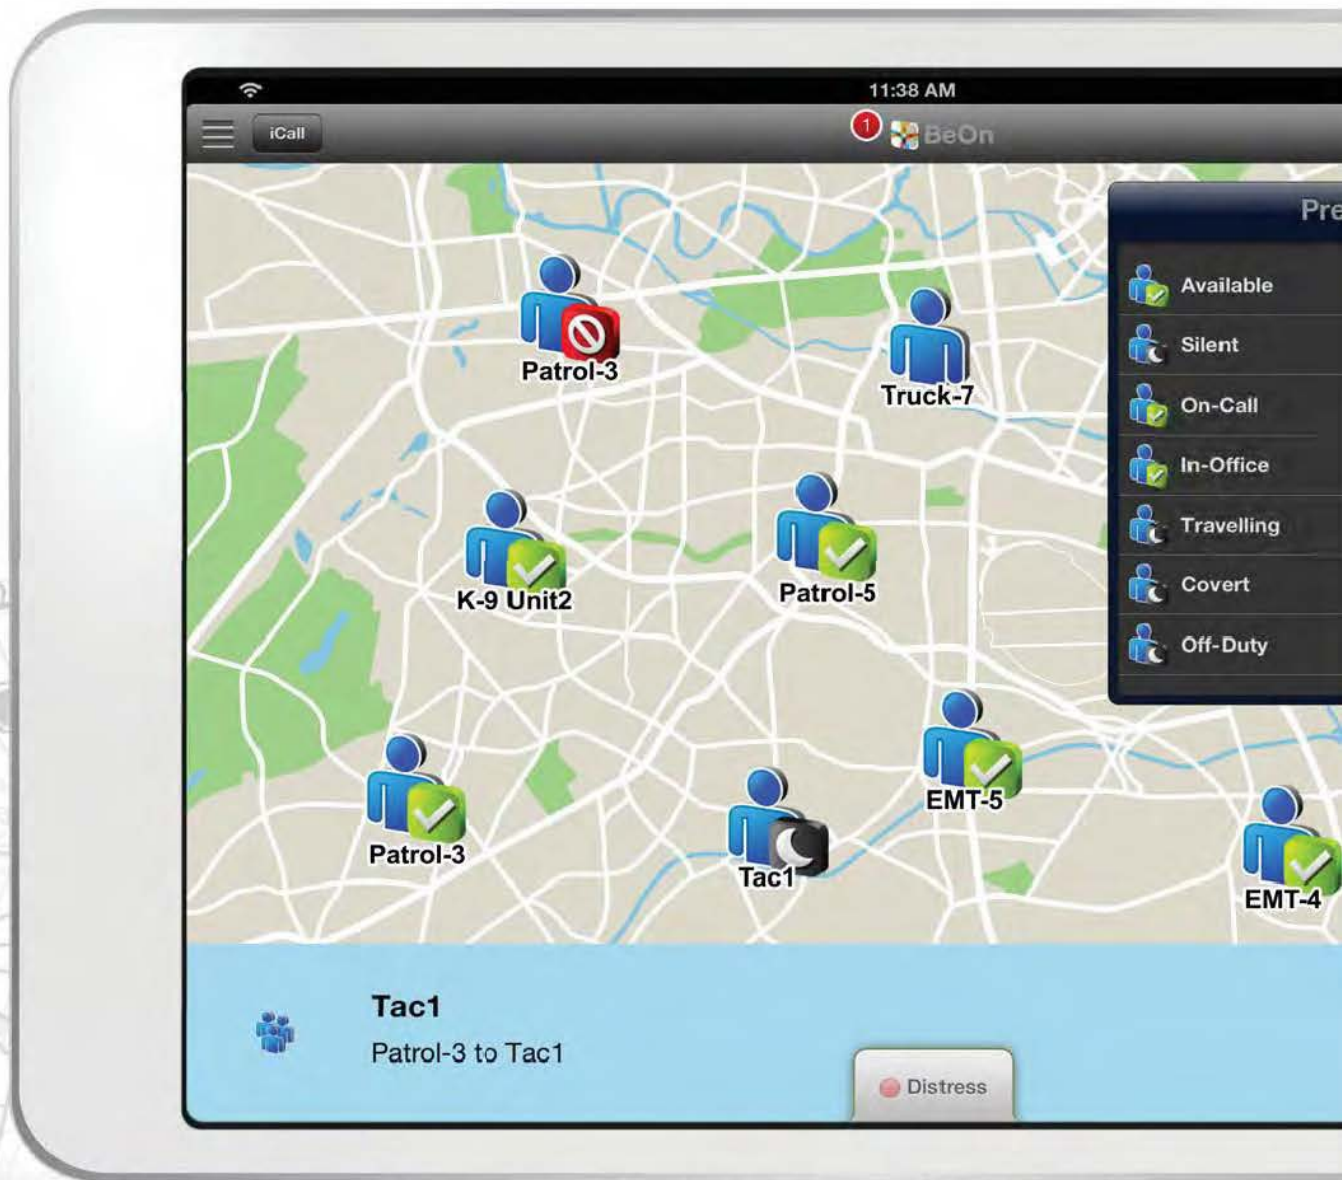 11:38 AM
iCall
1
BeOn
Pre
Available
Silent
On-Call
In-Office
Travelling
Covert
Off-Duty
Patrol-3
Truck-7
K-9 Unit2
Patrol-5
Patrol-3
Tac1
EMT-5
EMT-4
Tac1
Patrol-3 to Tac1
Distress